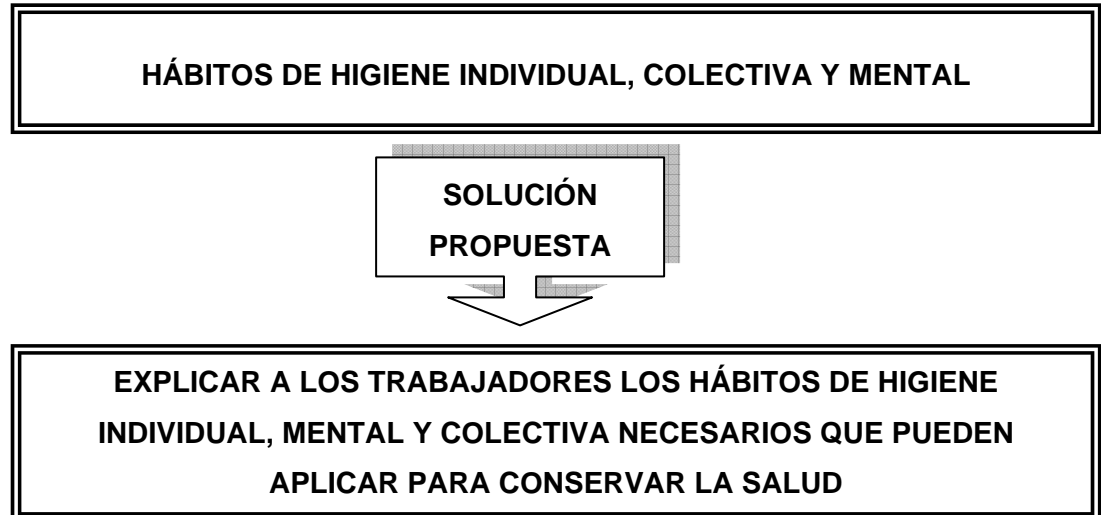 HÁBITOS DE HIGIENE INDIVIDUAL, COLECTIVA Y MENTAL
SOLUCIÓN
PROPUESTA
EXPLICAR A LOS TRABAJADORES LOS HÁBITOS DE HIGIENE
INDIVIDUAL, MENTAL Y COLECTIVA NECESARIOS QUE PUEDEN
APLICAR PARA CONSERVAR LA SALUD